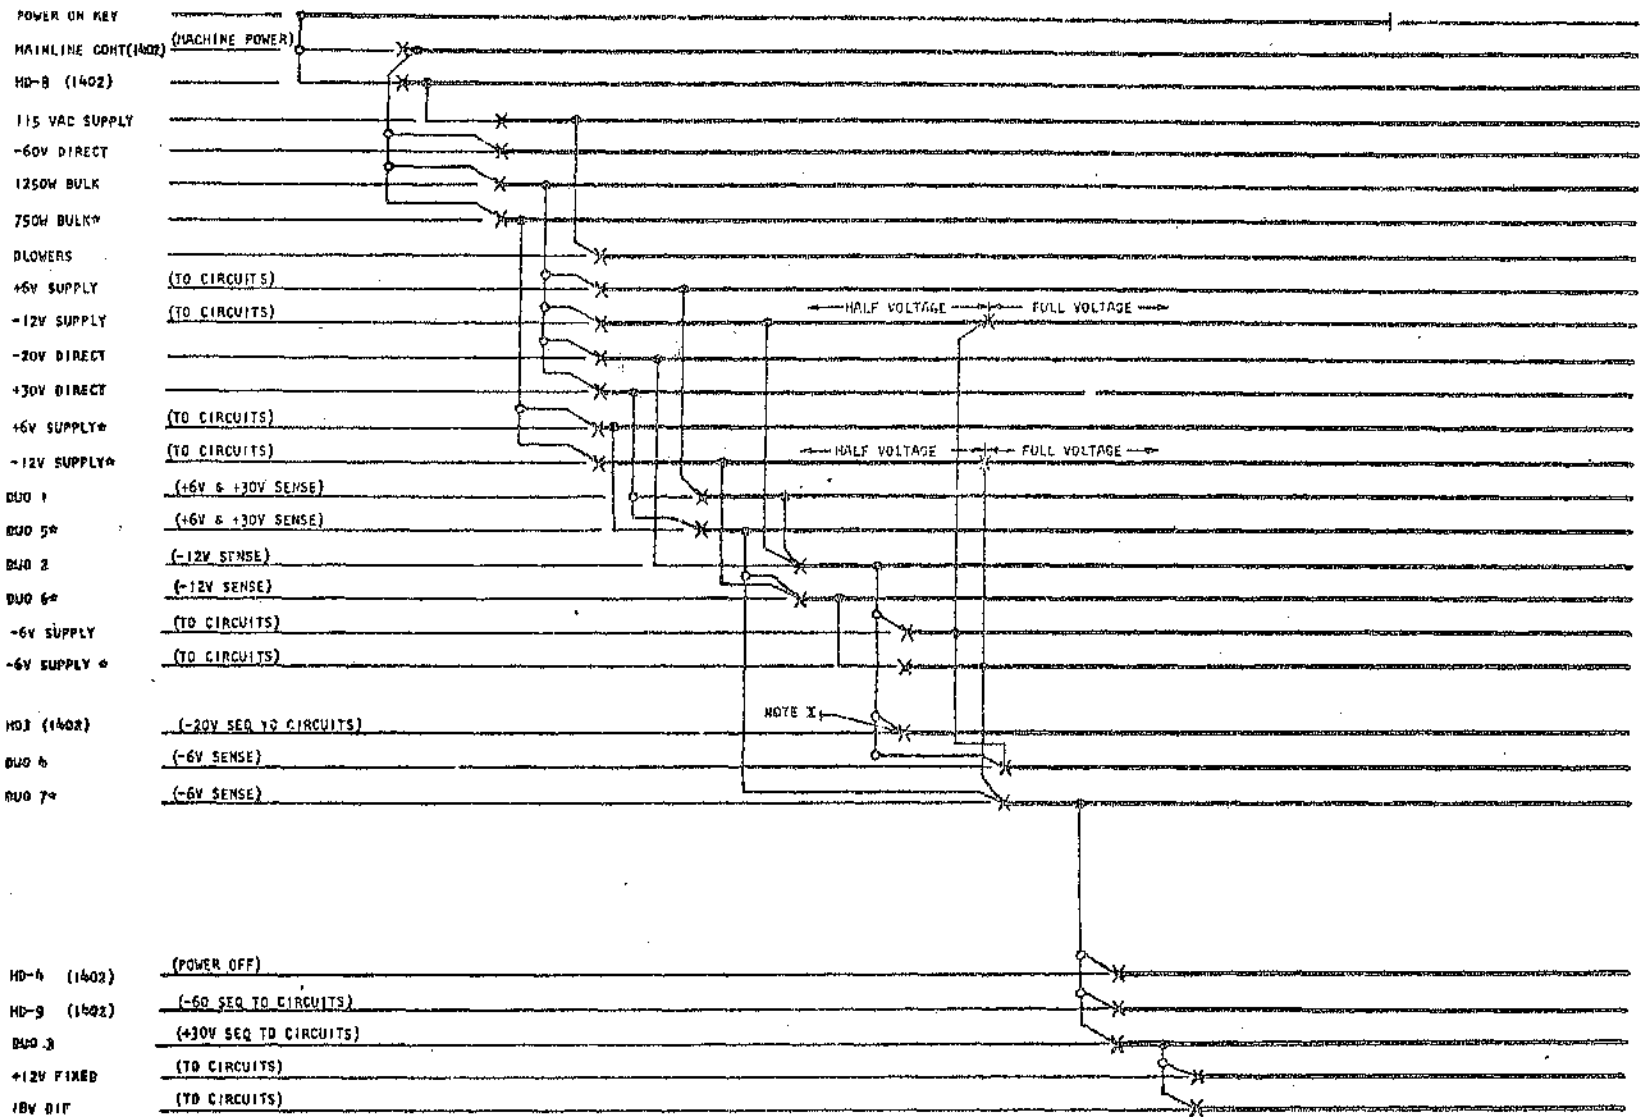 POWER ON KEY
MAINLINE CONT(1402) (MACHINE POWER)
HD-8 (1402)
115 VAC SUPPLY
-60V DIRECT
1250W BULK
750W BULK*
BLOWERS
+6V SUPPLY (TO CIRCUITS)
-12V SUPPLY (TO CIRCUITS) HALF VOLTAGE FULL VOLTAGE
-20V DIRECT
+30V DIRECT
+6V SUPPLY* (TO CIRCUITS)
-12V SUPPLY* (TO CIRCUITS) HALF VOLTAGE FULL VOLTAGE
DUO 1 (+6V & +30V SENSE)
DUO 5* (+6V & +30V SENSE)
DUO 2 (-12V SENSE)
DUO 6* (-12V SENSE)
-6V SUPPLY (TO CIRCUITS)
-6V SUPPLY * (TO CIRCUITS)
HD3 (1402) (-20V SEQ TO CIRCUITS) NOTE I
DUO 4 (-6V SENSE)
DUO 7* (-6V SENSE)
HD-4 (1402) (POWER OFF)
HD-9 (1402) (-60 SEQ TO CIRCUITS)
DUO 3 (+30V SEQ TO CIRCUITS)
+12V FIXED (TO CIRCUITS)
18V DIF (TO CIRCUITS)